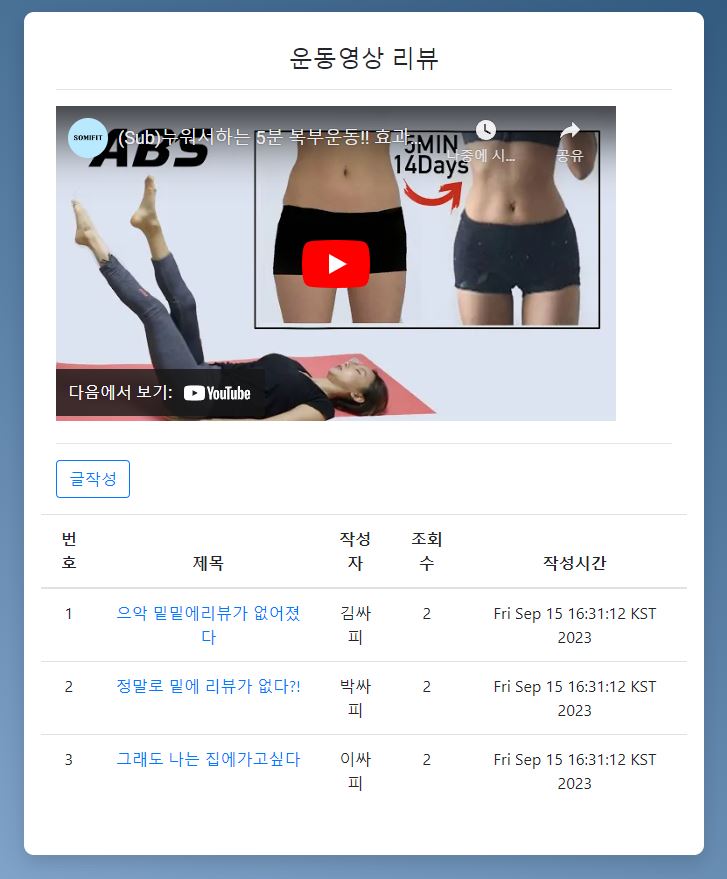 운동영상 리뷰
SOMIFIT
(Sub)누워서하는 5분 복부운동!! 효과...
나중에 시...
공유
ABS
5MIN
14Days
다음에서 보기: YouTube
글작성
번호 제목 작성자 조회수 작성시간
1 으악 밑밑에리뷰가 없어졌다 김싸피 2 Fri Sep 15 16:31:12 KST 2023
2 정말로 밑에 리뷰가 없다?! 박싸피 2 Fri Sep 15 16:31:12 KST 2023
3 그래도 나는 집에가고싶다 이싸피 2 Fri Sep 15 16:31:12 KST 2023